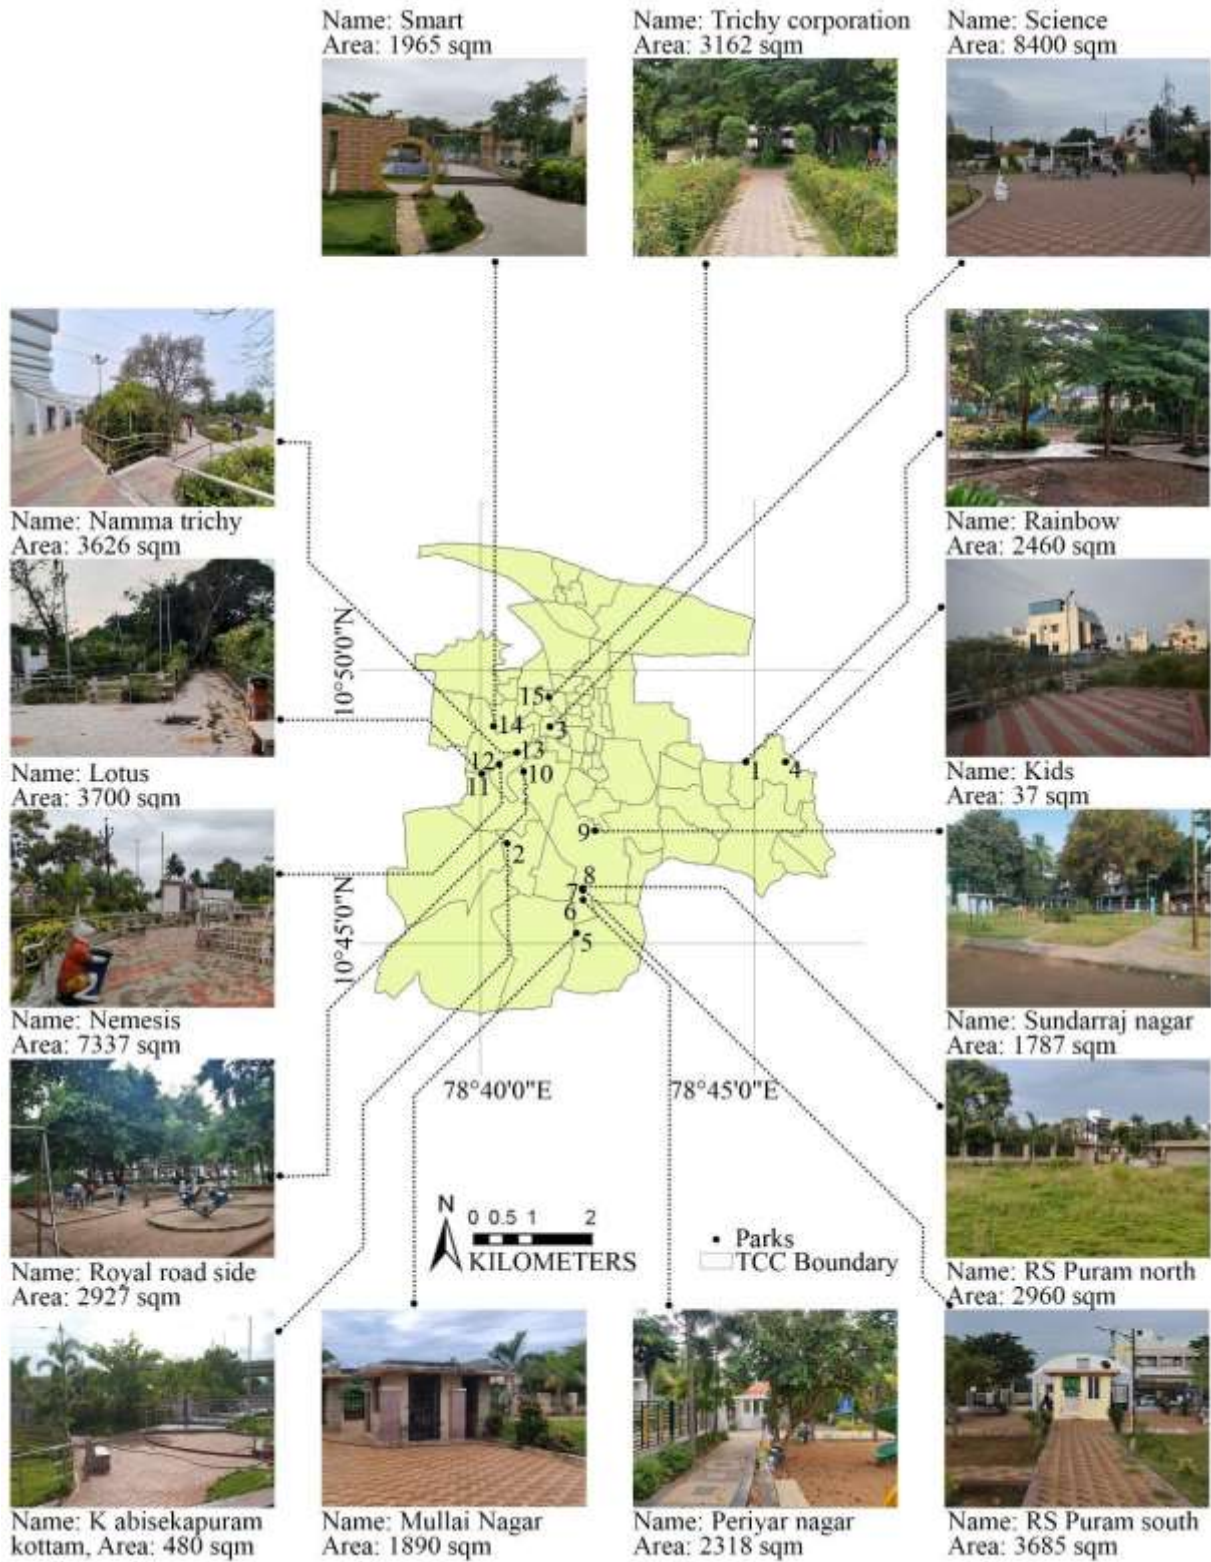 Name: Smart
Area: 1965 sqm
Name: Trichy corporation
Area: 3162 sqm
Name: Science
Area: 8400 sqm
Name: Namma trichy
Area: 3626 sqm
Name: Rainbow
Area: 2460 sqm
Name: Lotus
Area: 3700 sqm
Name: Kids
Area: 37 sqm
Name: Nemesis
Area: 7337 sqm
Name: Sundarraj nagar
Area: 1787 sqm
Name: Royal road side
Area: 2927 sqm
Name: RS Puram north
Area: 2960 sqm
Name: K abisekapuram
kottam, Area: 480 sqm
Name: Mullai Nagar
Area: 1890 sqm
Name: Periyar nagar
Area: 2318 sqm
Name: RS Puram south
Area: 3685 sqm
10°50'0"N
10°45'0"N
15
14
3
13
12
10
11
1
4
9
2
8
7
6
5
78°40'0"E
78°45'0"E
N
0 0.5 1 2
KILOMETERS
Parks
TCC Boundary